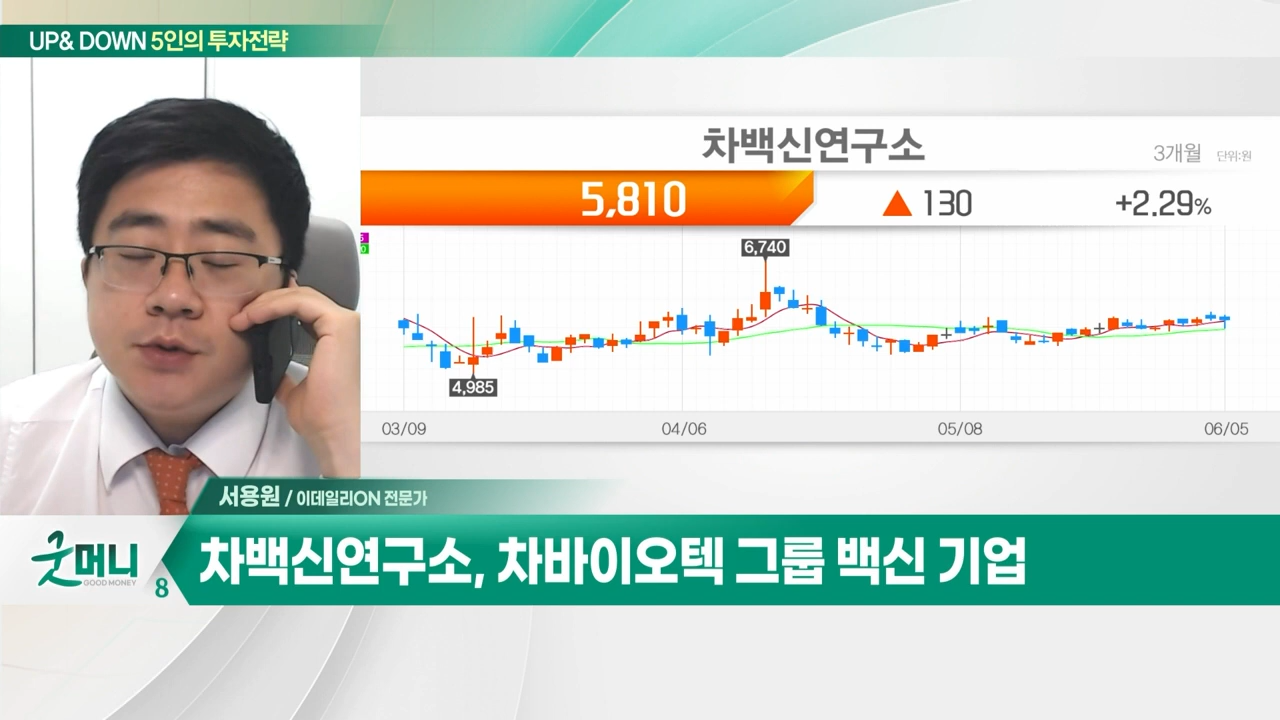 UP& DOWN 5인의 투자전략
차백신연구소
3개월 단위:원
5,810 ▲ 130 +2.29%
6,740
4,985
03/09 04/06 05/08 06/05
서용원 / 이데일리ON 전문가
굿머니
GOOD MONEY
8
차백신연구소, 차바이오텍 그룹 백신 기업